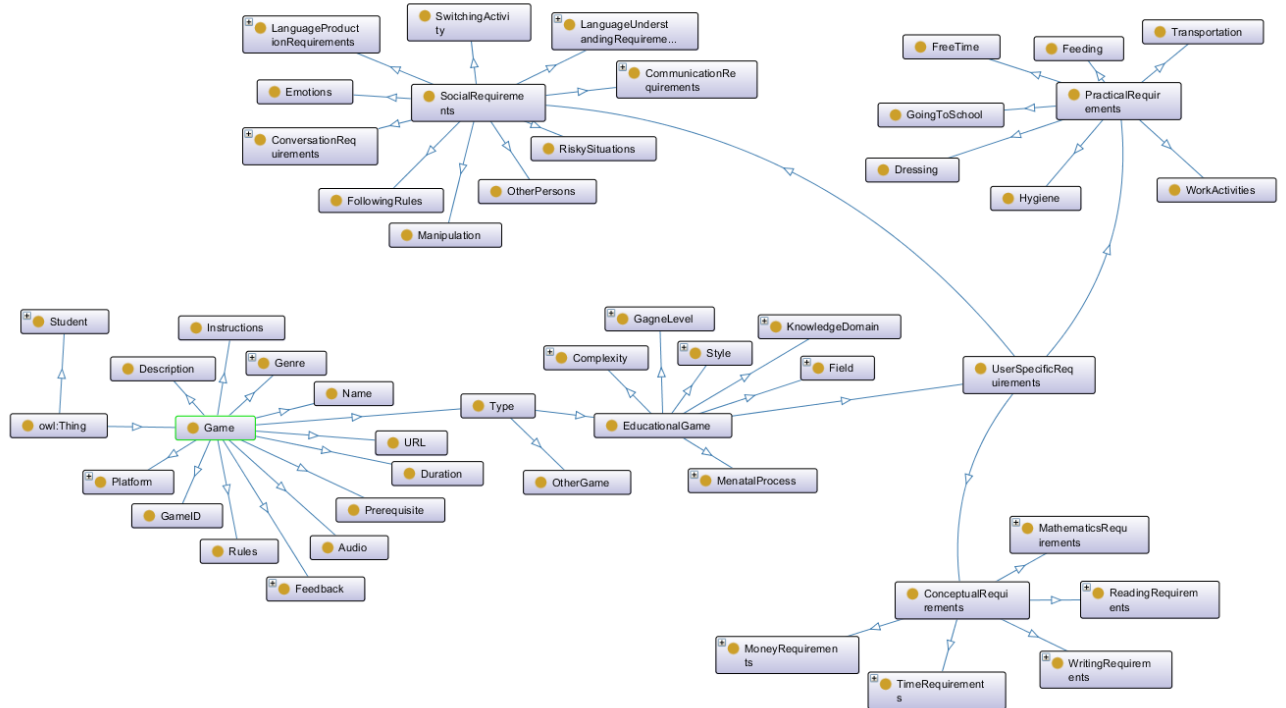 LanguageProduct
ionRequirements
SwitchingActivi
ty
LanguageUnderst
andingRequireme...
CommunicationRe
quirements
Emotions
SocialRequireme
nts
ConversationReq
uirements
RiskySituations
OtherPersons
FollowingRules
Manipulation
Transportation
FreeTime
Feeding
PracticalRequir
ements
GoingToSchool
Dressing
Hygiene
WorkActivities
Student
Instructions
Description
Genre
Name
owl:Thing
Game
Type
URL
Duration
Platform
GameID
Prerequisite
Rules
Audio
Feedback
OtherGame
GagneLevel
KnowledgeDomain
Complexity
Style
Field
EducationalGame
MenatalProcess
UserSpecificReq
uirements
MathematicsRequ
irements
ConceptualRequi
rements
ReadingRequirem
ents
MoneyRequiremen
ts
TimeRequirement
s
WritingRequirem
ents